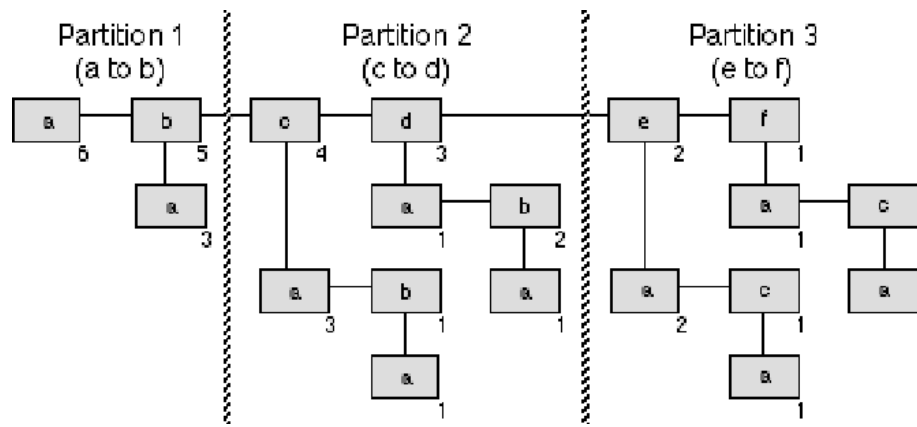 Partition 1
(a to b)
Partition 2
(c to d)
Partition 3
(e to f)
a b c d e f
6 5 4 3 2 1
a a b a c
3 1 2 1
a b a a c a
3 1 1 2 1
a a
1 1